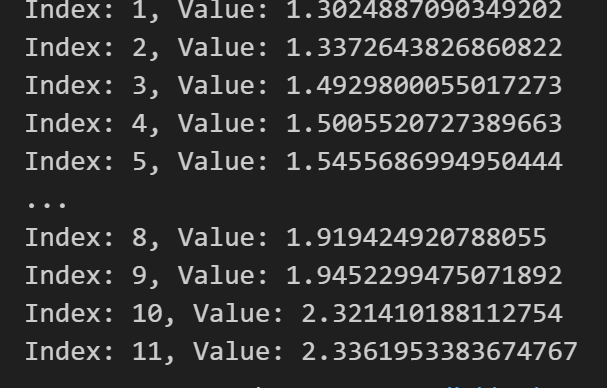 Index: 1, Value: 1.3024887090349202
Index: 2, Value: 1.3372643826860822
Index: 3, Value: 1.4929800055017273
Index: 4, Value: 1.5005520727389663
Index: 5, Value: 1.5455686994950444
...
Index: 8, Value: 1.919424920788055
Index: 9, Value: 1.9452299475071892
Index: 10, Value: 2.321410188112754
Index: 11, Value: 2.3361953383674767